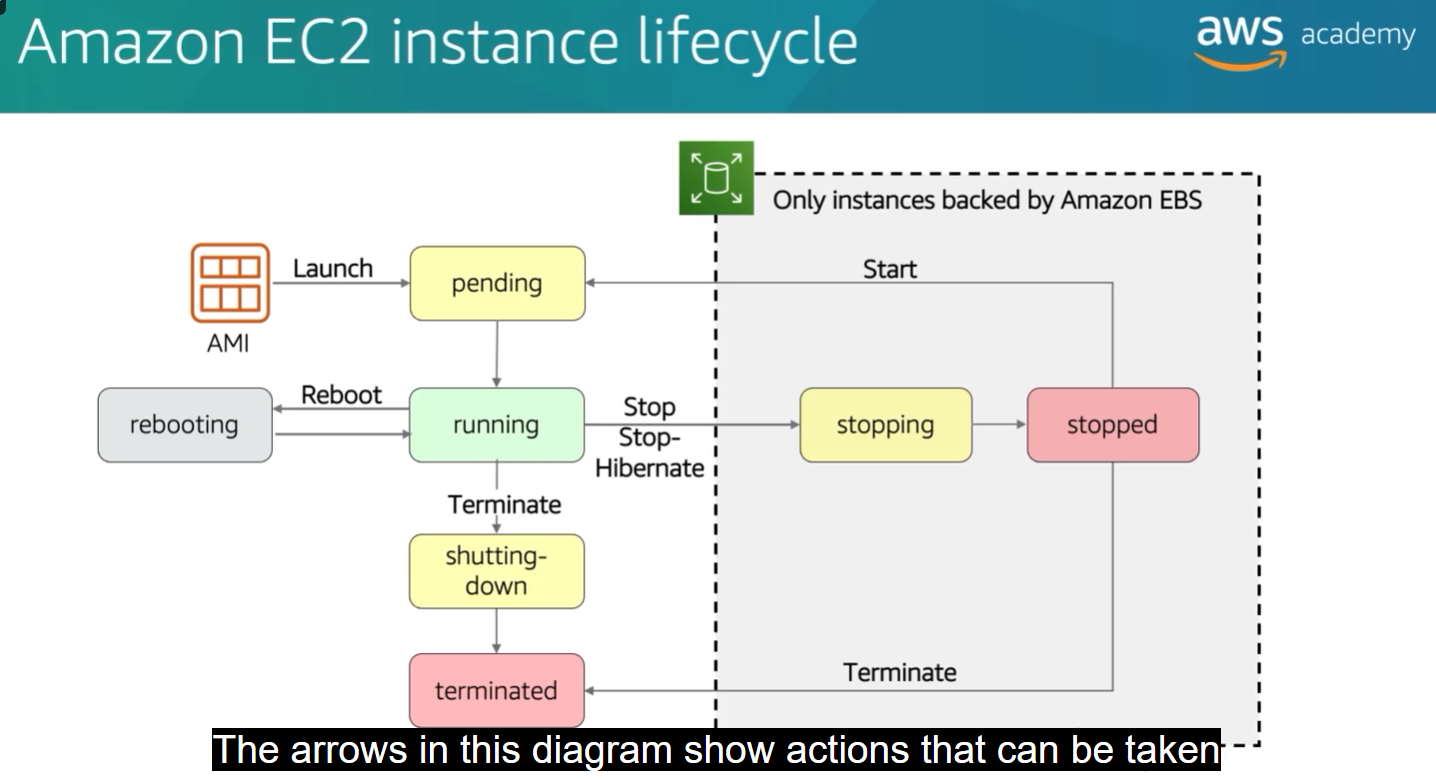 Amazon EC2 instance lifecycle
aws academy
Only instances backed by Amazon EBS
Launch
pending
Start
AMI
Reboot
rebooting
running
Stop
Stop-
Hibernate
stopping
stopped
Terminate
shutting-
down
Terminate
terminated
The arrows in this diagram show actions that can be taken